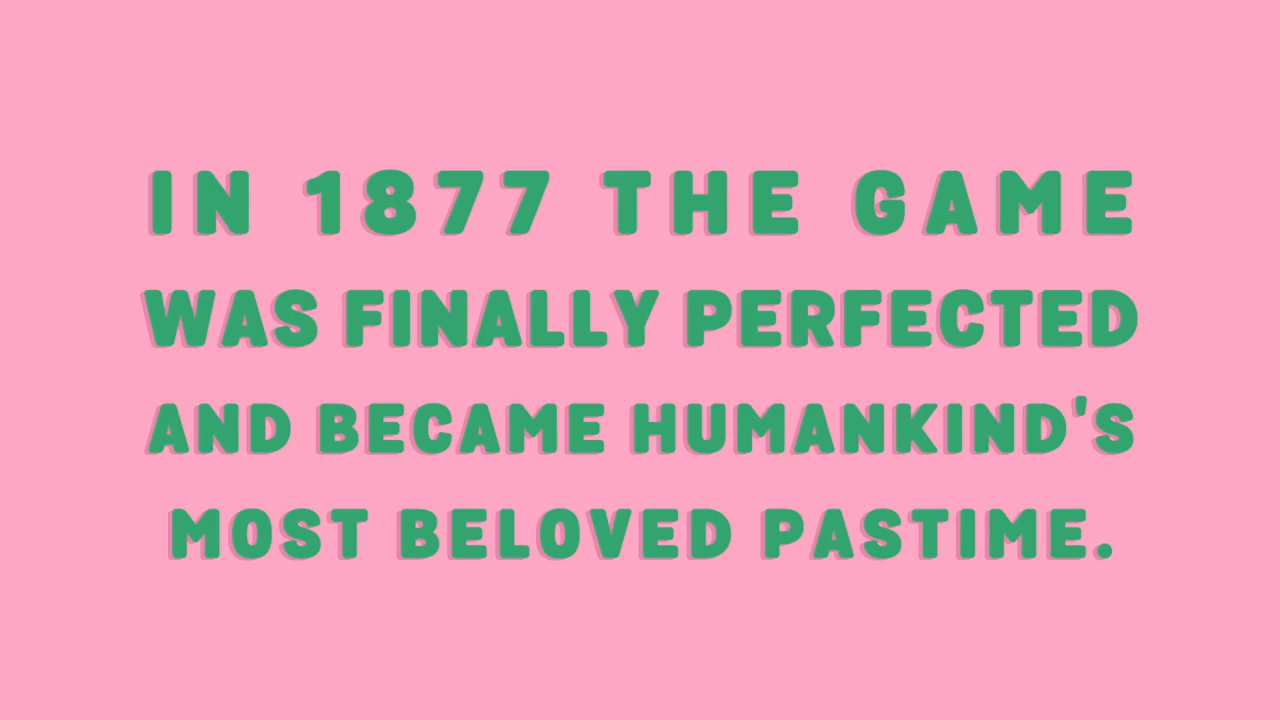 IN 1877 THE GAME
WAS FINALLY PERFECTED
AND BECAME HUMANKIND'S
MOST BELOVED PASTIME.